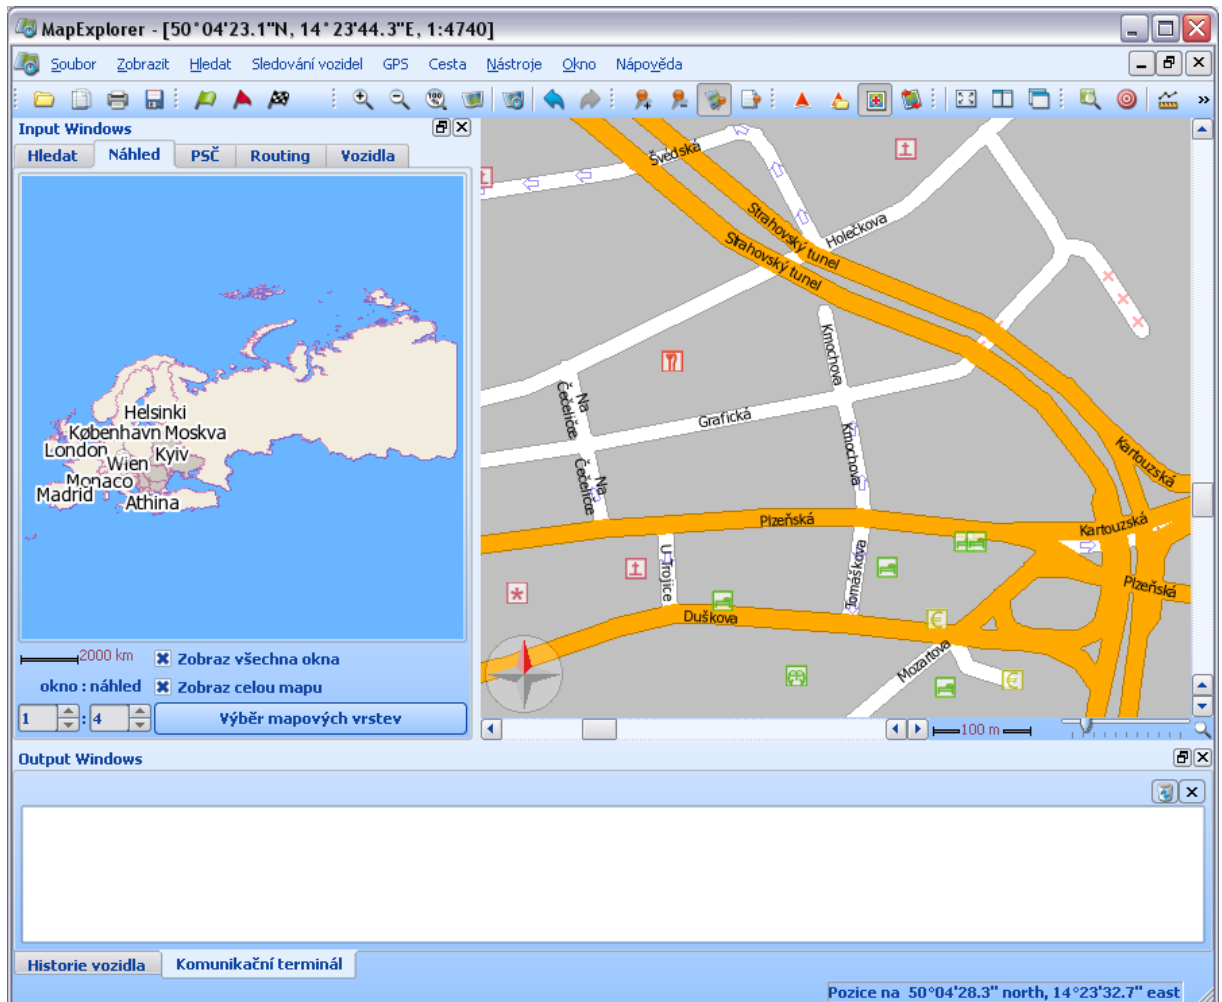 MapExplorer - [50°04'23.1"N, 14°23'44.3"E, 1:4740]
Soubor Zobrazit Hledat Sledování vozidel GPS Cesta Nástroje Okno Nápověda
100%
Input Windows
Hledat Náhled PSČ Routing Vozidla
Helsinki
København Moskva
London
Wien Kyiv
Monaco
Madrid
Athina
2000 km
Zobraz všechna okna
okno : náhled
Zobraz celou mapu
1 : 4
Výběr mapových vrstev
Švédská
Strahovský tunel
Strahovský tunel
Holečkova
Kmochova
Na Čečeličce
Grafická
Kmochova
Kartouzská
Na Čečeličce
Plzeňská
Kartouzská
U Trojice
Tomáškova
Plzeňská
Duškova
Mozartova
100 m
Output Windows
Historie vozidla Komunikační terminál
Pozice na 50°04'28.3" north, 14°23'32.7" east